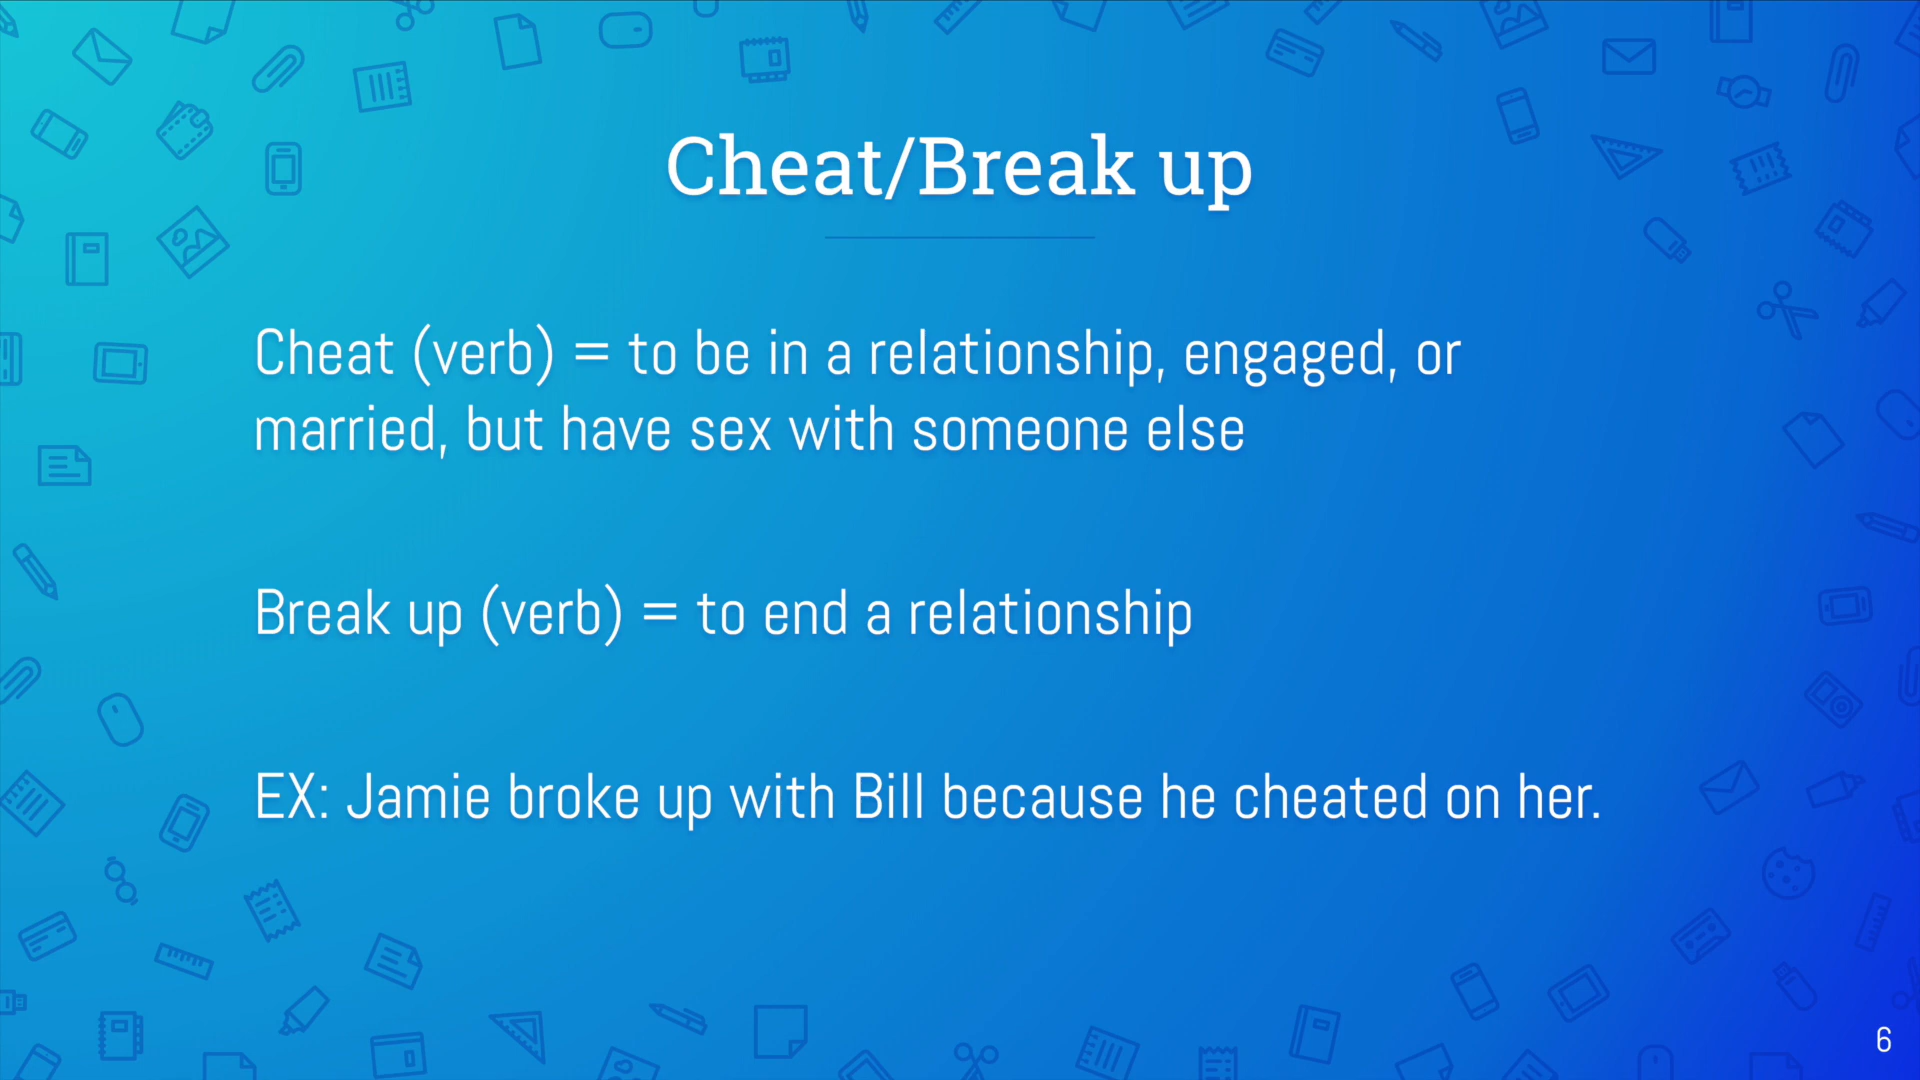 Cheat/Break up
Cheat (verb) = to be in a relationship, engaged, or
married, but have sex with someone else
Break up (verb) = to end a relationship
EX: Jamie broke up with Bill because he cheated on her.
6